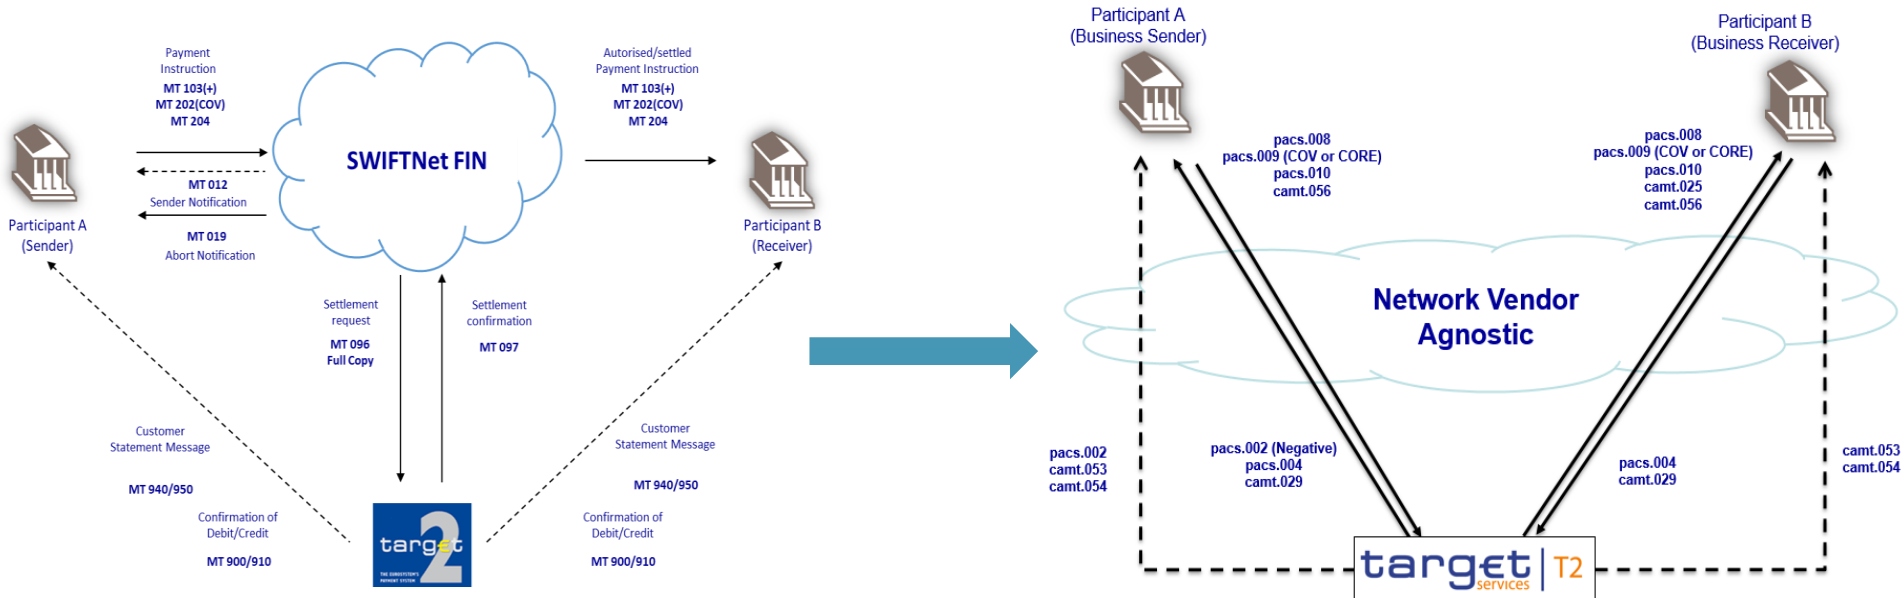 Payment
Instruction
MT 103(+)
MT 202(COV)
MT 204
Autorised/settled
Payment Instruction
MT 103(+)
MT 202(COV)
MT 204
SWIFTNet FIN
MT 012
Sender Notification
MT 019
Abort Notification
Participant A
(Sender)
Participant B
(Receiver)
Settlement
request
MT 096
Full Copy
Settlement
confirmation
MT 097
Customer
Statement Message
MT 940/950
Confirmation of
Debit/Credit
MT 900/910
Customer
Statement Message
MT 940/950
Confirmation of
Debit/Credit
MT 900/910
target
2
THE EUROSYSTEM'S
PAYMENT SYSTEM
Participant A
(Business Sender)
Participant B
(Business Receiver)
pacs.008
pacs.009 (COV or CORE)
pacs.010
camt.056
pacs.008
pacs.009 (COV or CORE)
pacs.010
camt.025
camt.056
Network Vendor
Agnostic
pacs.002
camt.053
camt.054
pacs.002 (Negative)
pacs.004
camt.029
pacs.004
camt.029
camt.053
camt.054
target | T2
services